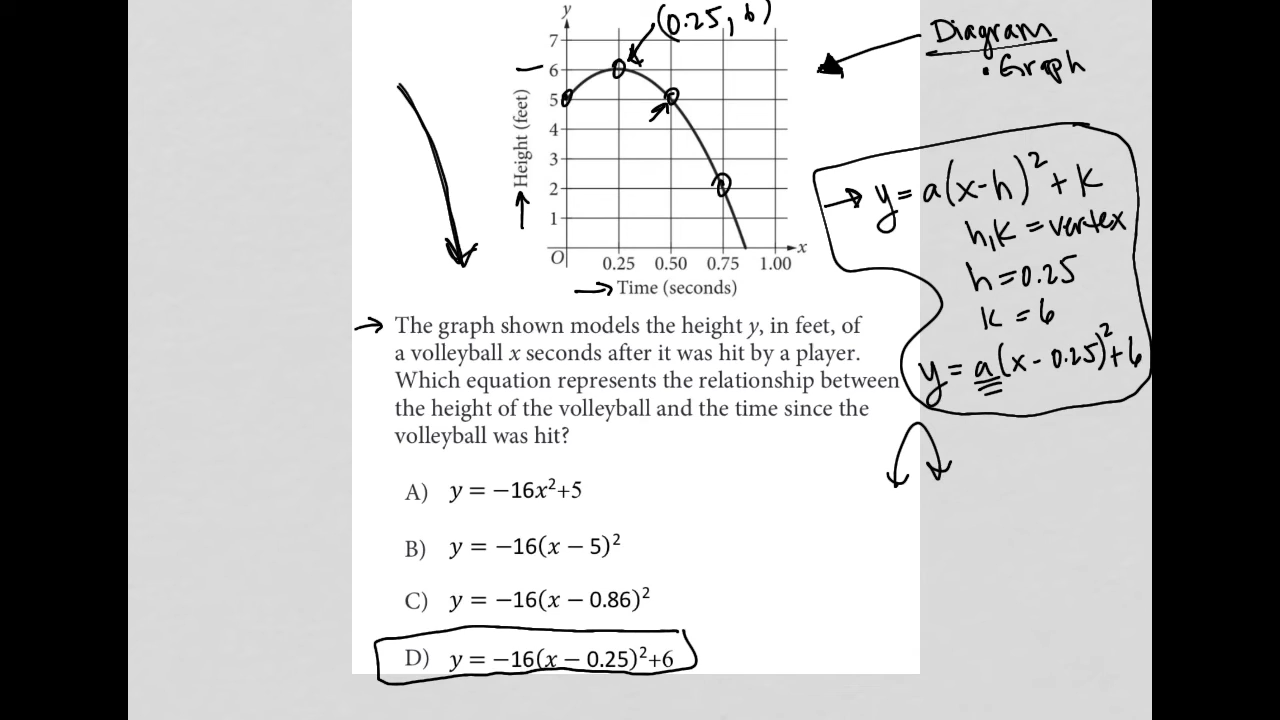 y
(0.25, 6)
Diagram
• Graph
7
6
5
4
3
2
1
Height (feet)
O
0.25 0.50 0.75 1.00
x
Time (seconds)
y = a(x-h)² + k
h,k = vertex
h = 0.25
k = 6
y = a(x - 0.25)² + 6
The graph shown models the height y, in feet, of
a volleyball x seconds after it was hit by a player.
Which equation represents the relationship between
the height of the volleyball and the time since the
volleyball was hit?
A) y = −16x²+5
B) y = −16(x − 5)²
C) y = −16(x − 0.86)²
D) y = −16(x − 0.25)²+6